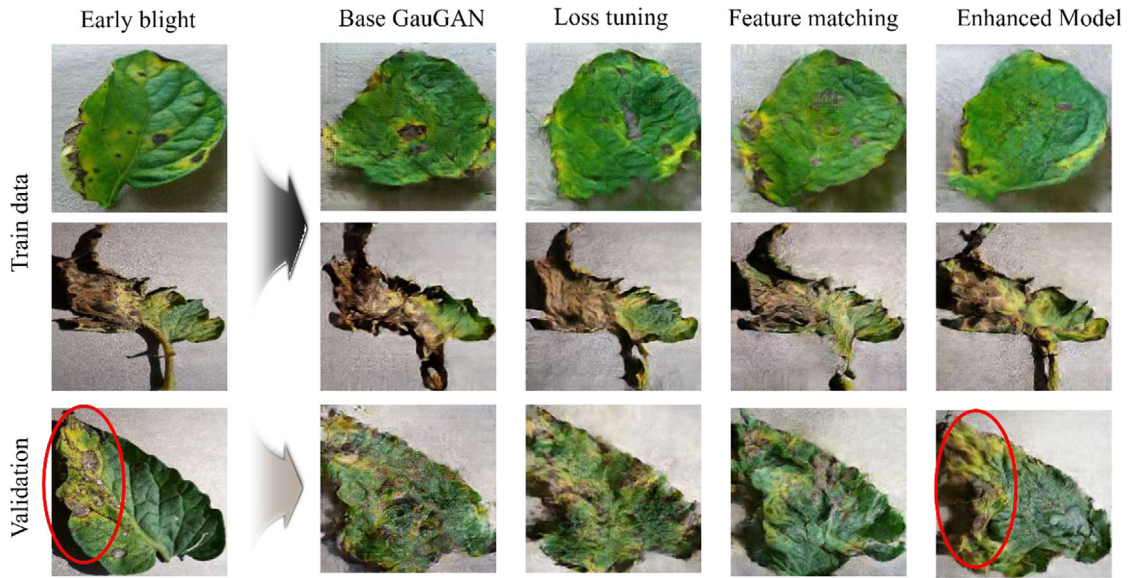 Early blight
Base GauGAN
Loss tuning
Feature matching
Enhanced Model
Train data
Validation